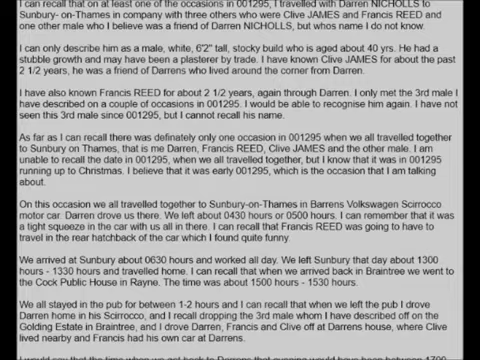 I can recall that on at least one of the occasions in 001295, I travelled with Darren NICHOLLS to
Sunbury- on-Thames in company with three others who were Clive JAMES and Francis REED and
one other male who I believe was a friend of Darren NICHOLLS, but whos name I do not know.
I can only describe him as a male, white, 6'2" tall, stocky build who is aged about 40 yrs. He had a
stubble growth and may have been a plasterer by trade. I have known Clive JAMES for about the past
2 1/2 years, he was a friend of Darrens who lived around the corner from Darren.
I have also known Francis REED for about 2 1/2 years, again through Darren. I only met the 3rd male I
have described on a couple of occasions in 001295. I would be able to recognise him again. I have not
seen this 3rd male since 001295, but I cannot recall his name.
As far as I can recall there was definately only one occasion in 001295 when we all travelled together
to Sunbury on Thames, that is me Darren, Francis REED, Clive JAMES and the other male. I am
unable to recall the date in 001295, when we all travelled together, but I know that it was in 001295
running up to Christmas. I believe that it was early 001295, which is the occasion that I am talking
about.
On this occasion we all travelled together to Sunbury-on-Thames in Barrens Volkswagen Scirrocco
motor car. Darren drove us there. We left about 0430 hours or 0500 hours. I can remember that it was
a tight squeeze in the car with us all in there. I can recall that Francis REED was going to have to
travel in the rear hatchback of the car which I found quite funny.
We arrived at Sunbury about 0630 hours and worked all day. We left Sunbury that day about 1300
hours - 1330 hours and travelled home. I can recall that when we arrived back in Braintree we went to
the Cock Public House in Rayne. The time was about 1500 hours - 1530 hours.
We all stayed in the pub for between 1-2 hours and I can recall that when we left the pub I drove
Darren home in his Scirrocco, and I recall dropping the 3rd male whom I have described off on the
Golding Estate in Braintree, and I drove Darren, Francis and Clive off at Darrens house, where Clive
lived nearby and Francis had his own car at Darrens.
I would say that the time when we got back to Darrens that evening would have been between 1700